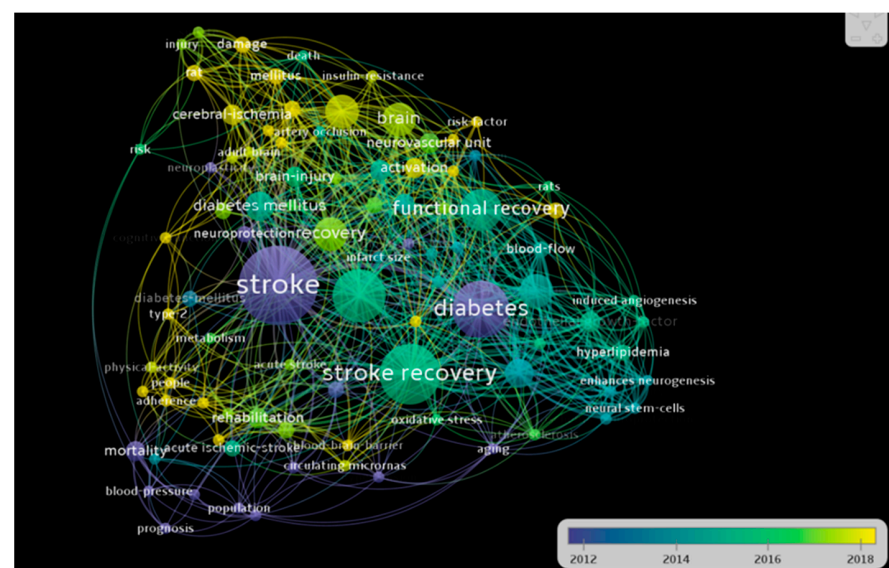 injury
damage
death
rat
mellitus
insulin-resistance
cerebral-ischemia
brain
risk-factor
artery occlusion
neurovascular unit
risk
adult brain
activation
brain-injury
rats
diabetes mellitus
functional recovery
neuroprotection
recovery
blood-flow
infarct size
stroke
diabetes
diabetes-mellitus
induced angiogenesis
type-2
metabolism
hyperlipidemia
physical-activity
acute stroke
stroke recovery
people
enhances neurogenesis
adherence
neural stem-cells
rehabilitation
oxidative stress
atherosclerosis
mortality
acute ischemic-stroke
blood-brain-barrier
aging
circulating micrornas
blood-pressure
population
prognosis
2012 2014 2016 2018